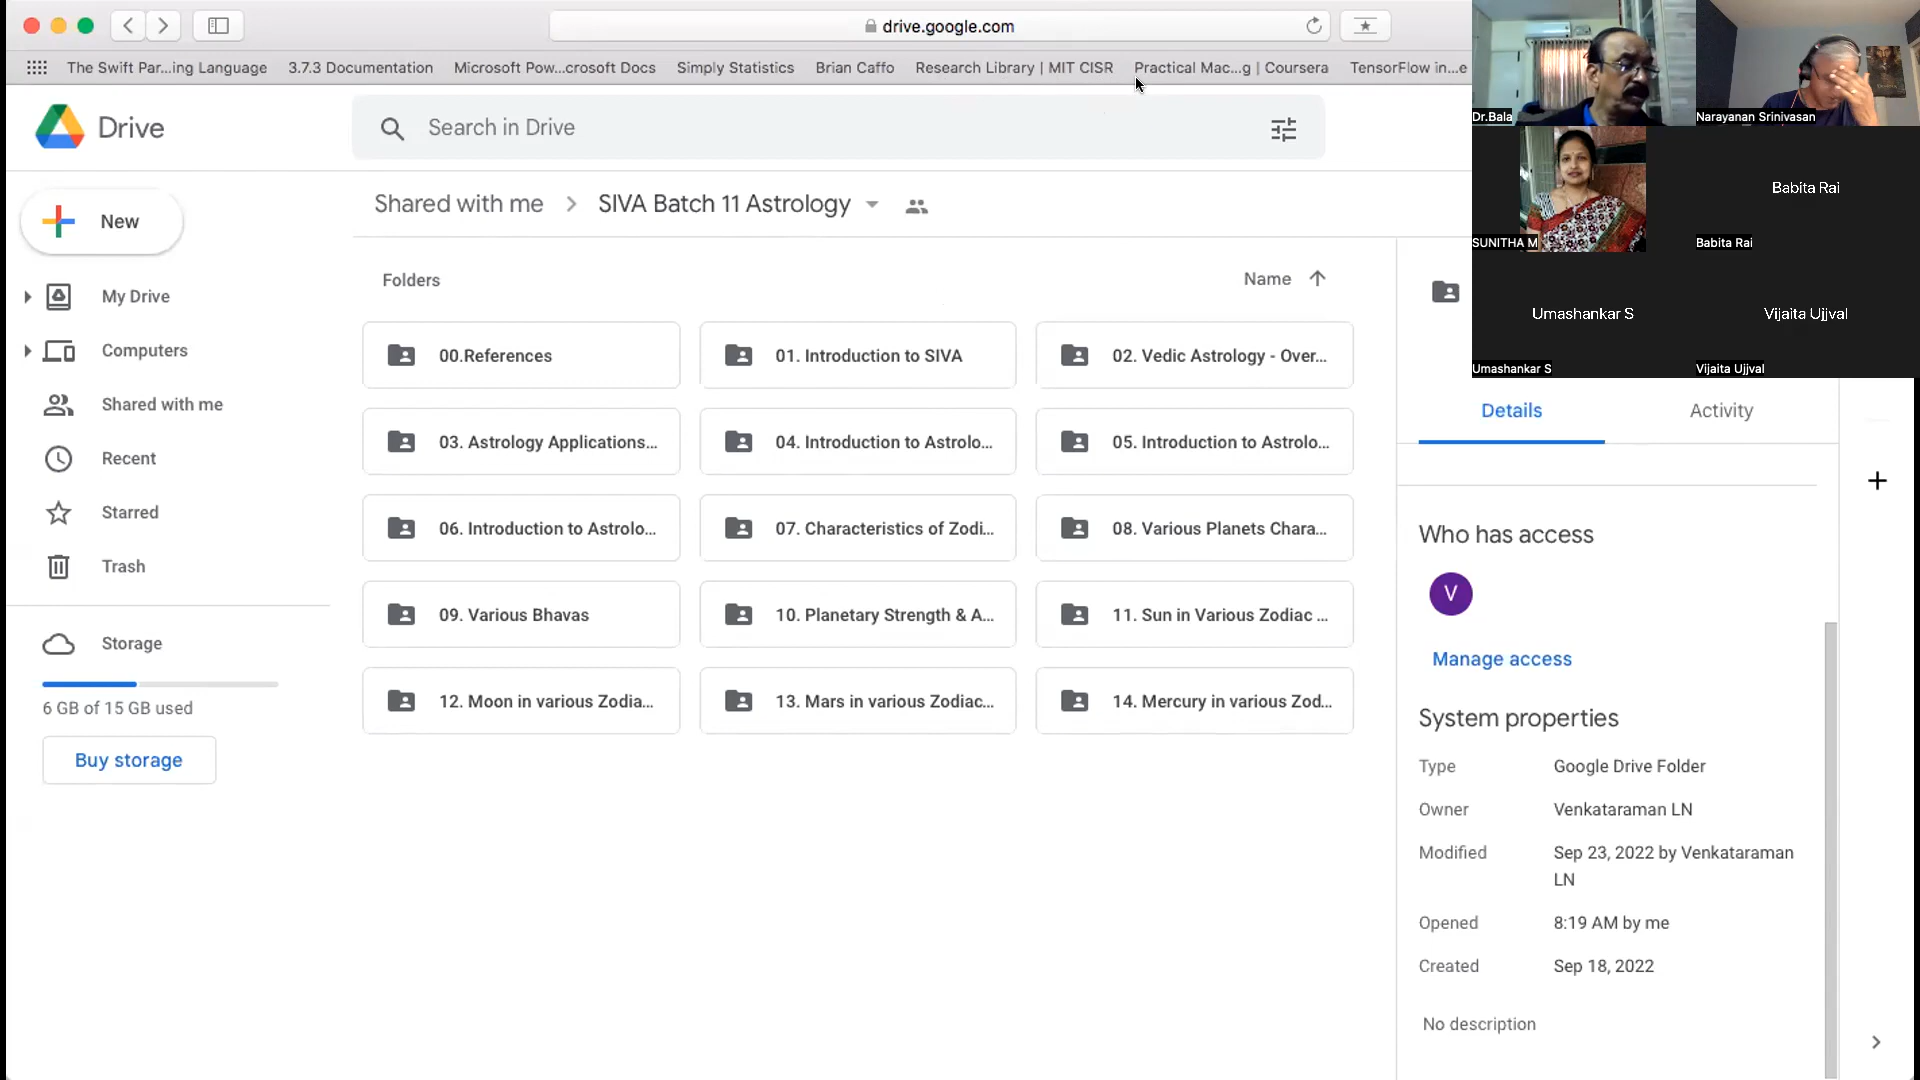 drive.google.com
The Swift Par...ing Language
3.7.3 Documentation
Microsoft Pow...crosoft Docs
Simply Statistics
Brian Caffo
Research Library | MIT CISR
Practical Mac...g | Coursera
TensorFlow in...e
Drive
Search in Drive
New
My Drive
Computers
Shared with me
Recent
Starred
Trash
Storage
6 GB of 15 GB used
Buy storage
Shared with me
SIVA Batch 11 Astrology
Folders
Name
00.References
01. Introduction to SIVA
02. Vedic Astrology - Over...
03. Astrology Applications...
04. Introduction to Astrolo...
05. Introduction to Astrolo...
06. Introduction to Astrolo...
07. Characteristics of Zodi...
08. Various Planets Chara...
09. Various Bhavas
10. Planetary Strength & A...
11. Sun in Various Zodiac ...
12. Moon in various Zodia...
13. Mars in various Zodiac...
14. Mercury in various Zod...
Dr.Bala
Narayanan Srinivasan
SUNITHA M
Babita Rai
Babita Rai
Umashankar S
Umashankar S
Vijaita Ujjval
Vijaita Ujjval
Details
Activity
Who has access
V
Manage access
System properties
Type
Google Drive Folder
Owner
Venkataraman LN
Modified
Sep 23, 2022 by Venkataraman
LN
Opened
8:19 AM by me
Created
Sep 18, 2022
No description